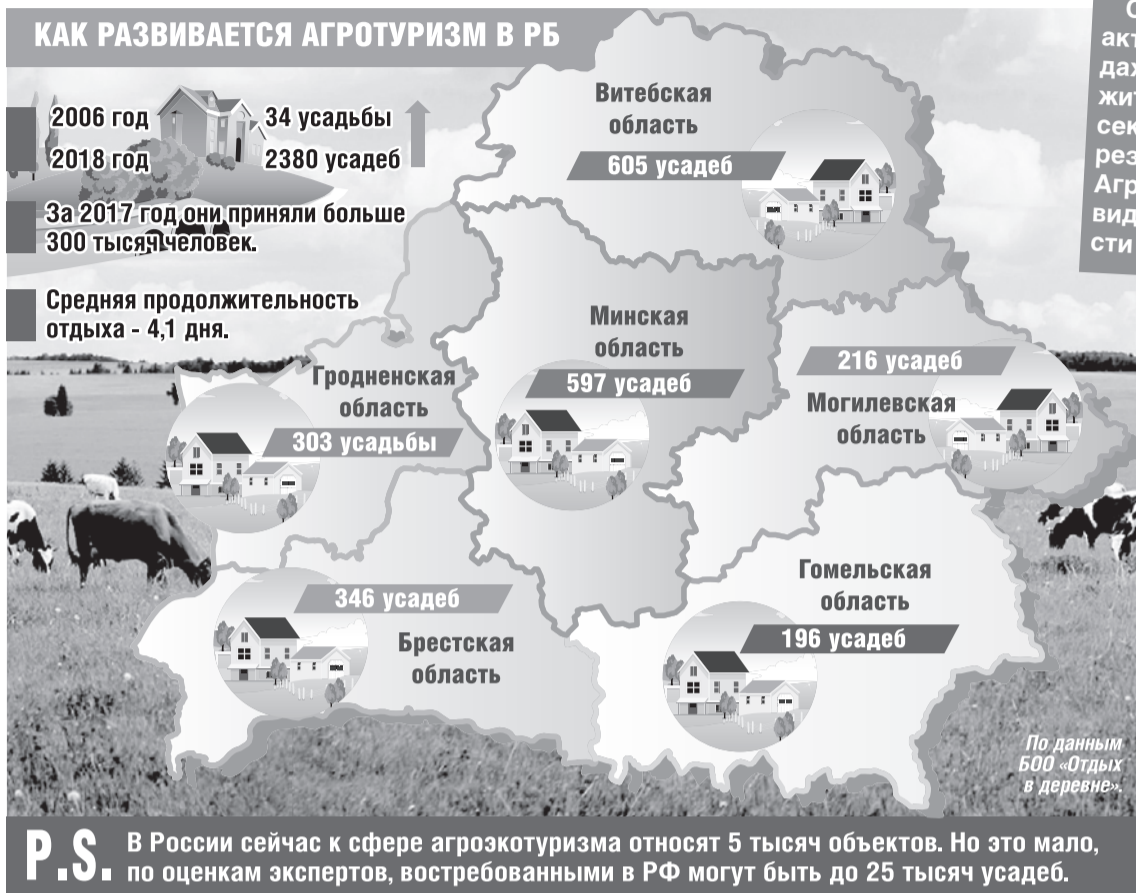 КАК РАЗВИВАЕТСЯ АГРОТУРИЗМ В РБ
2006 год 34 усадьбы
2018 год 2380 усадеб
За 2017 год они приняли больше
300 тысяч человек.
Средняя продолжительность
отдыха - 4,1 дня.
Витебская
область
605 усадеб
Минская
область
597 усадеб
216 усадеб
Могилевская
область
Гродненская
область
303 усадьбы
346 усадеб
Брестская
область
Гомельская
область
196 усадеб
По данным
БОО «Отдых
в деревне».
P.S. В России сейчас к сфере агроэкотуризма относят 5 тысяч объектов. Но это мало,
по оценкам экспертов, востребованными в РФ могут быть до 25 тысяч усадеб.